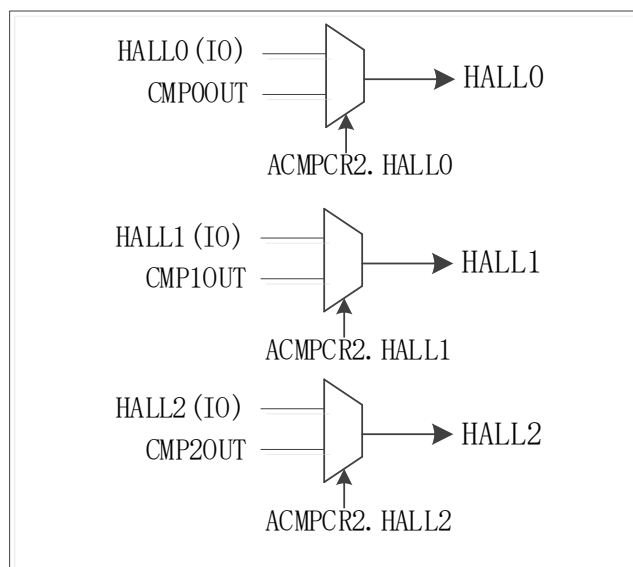 HALL0(IO)
CMP0OUT
HALL0
ACMPCR2.HALL0
HALL1(IO)
CMP1OUT
HALL1
ACMPCR2.HALL1
HALL2(IO)
CMP2OUT
HALL2
ACMPCR2.HALL2